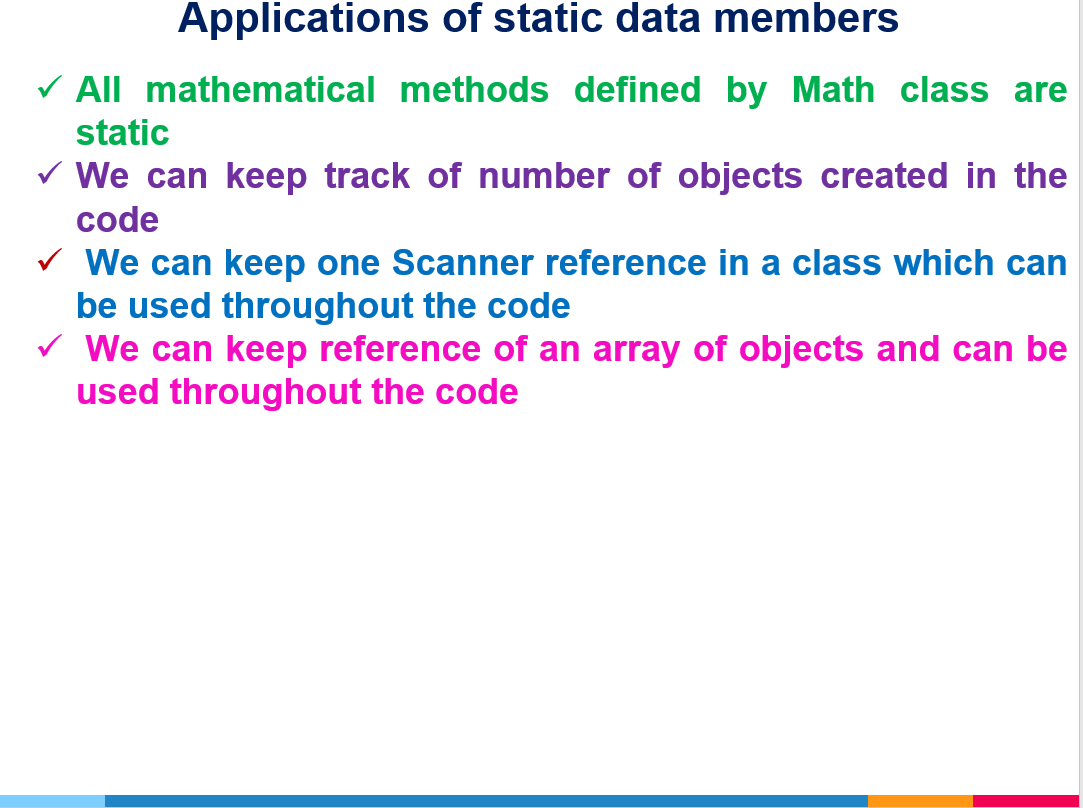 Applications of static data members
✓ All mathematical methods defined by Math class are
static
✓ We can keep track of number of objects created in the
code
✓ We can keep one Scanner reference in a class which can
be used throughout the code
✓ We can keep reference of an array of objects and can be
used throughout the code